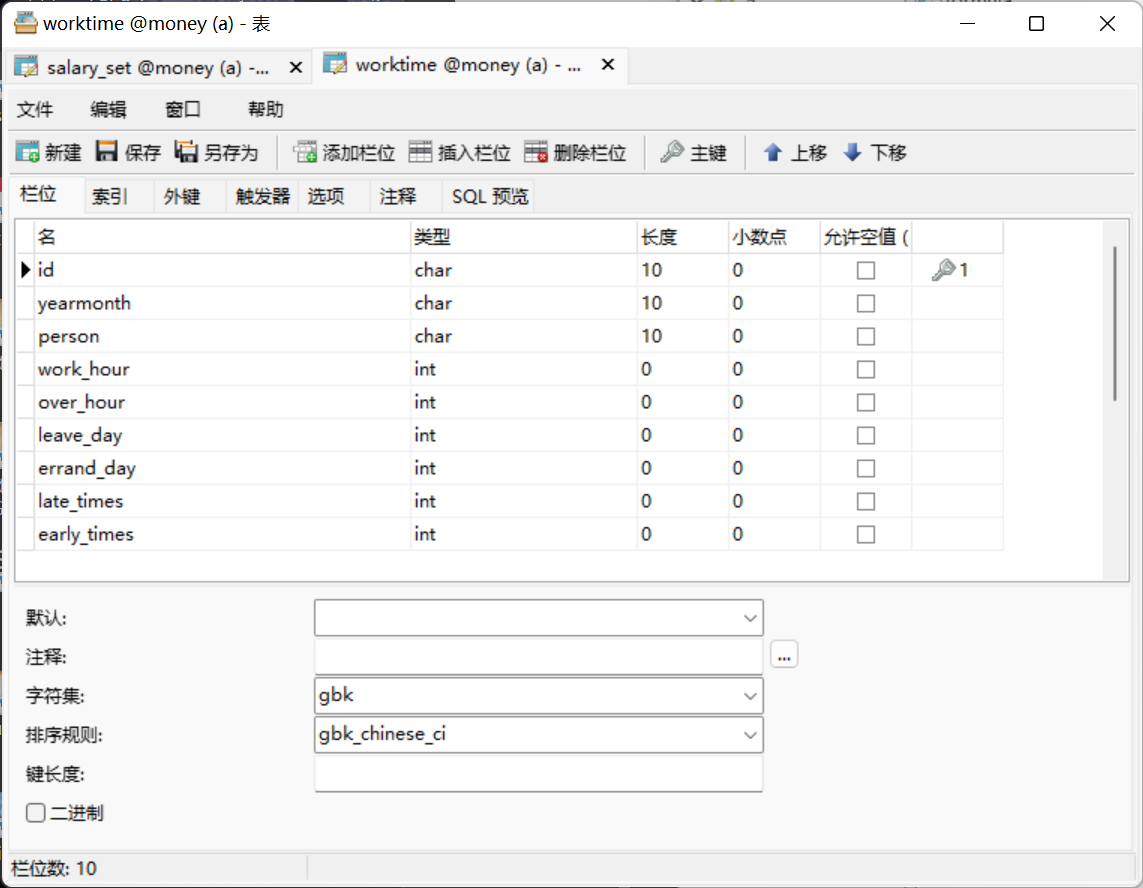 worktime @money (a) - 表
salary_set @money (a) -... worktime @money (a) - ...
文件 编辑 窗口 帮助
新建 保存 另存为 添加栏位 插入栏位 删除栏位 主键 上移 下移
栏位 索引 外键 触发器 选项 注释 SQL 预览
名 类型 长度 小数点 允许空值 (
id char 10 0 1
yearmonth char 10 0
person char 10 0
work_hour int 0 0
over_hour int 0 0
leave_day int 0 0
errand_day int 0 0
late_times int 0 0
early_times int 0 0
默认:
注释: ...
字符集: gbk
排序规则: gbk_chinese_ci
键长度:
二进制
栏位数: 10